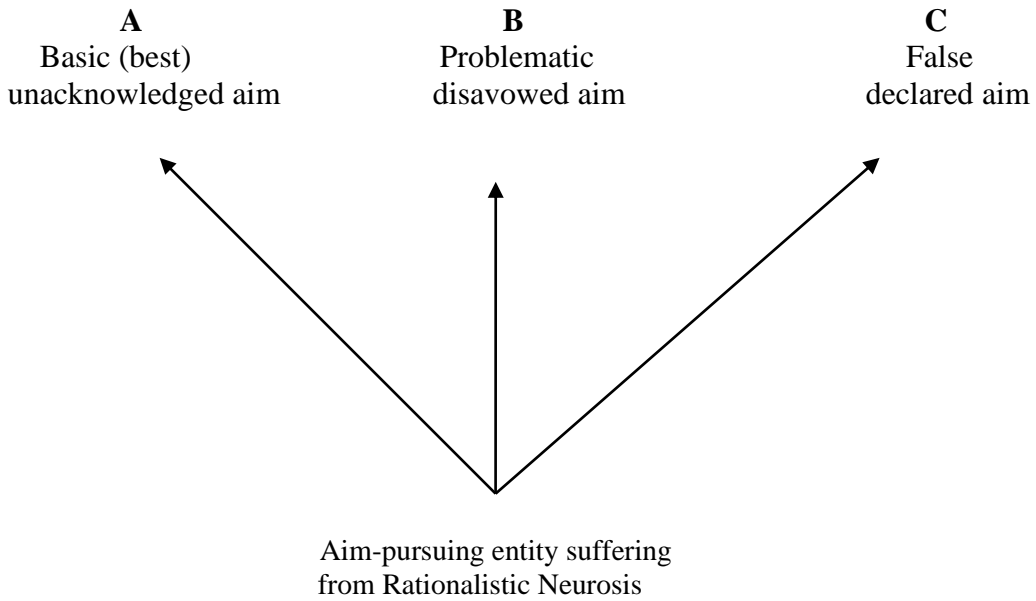 A B C
Basic (best) Problematic False
unacknowledged aim disavowed aim declared aim
Aim-pursuing entity suffering
from Rationalistic Neurosis